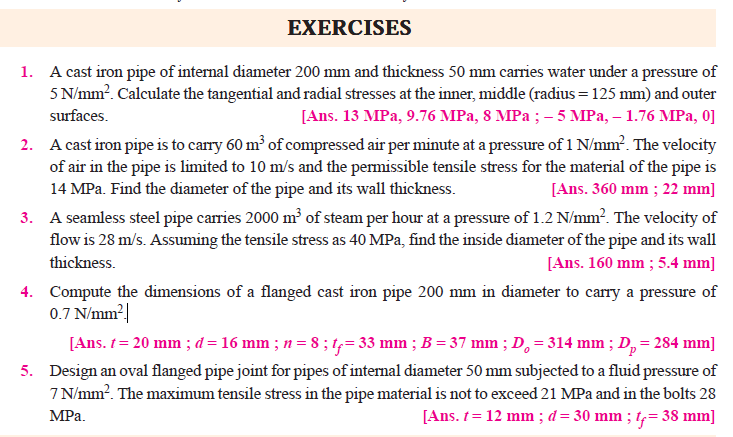 EXERCISES
1. A cast iron pipe of internal diameter 200 mm and thickness 50 mm carries water under a pressure of
5 N/mm². Calculate the tangential and radial stresses at the inner, middle (radius = 125 mm) and outer
surfaces. [Ans. 13 MPa, 9.76 MPa, 8 MPa ; – 5 MPa, – 1.76 MPa, 0]
2. A cast iron pipe is to carry 60 m³ of compressed air per minute at a pressure of 1 N/mm². The velocity
of air in the pipe is limited to 10 m/s and the permissible tensile stress for the material of the pipe is
14 MPa. Find the diameter of the pipe and its wall thickness. [Ans. 360 mm ; 22 mm]
3. A seamless steel pipe carries 2000 m³ of steam per hour at a pressure of 1.2 N/mm². The velocity of
flow is 28 m/s. Assuming the tensile stress as 40 MPa, find the inside diameter of the pipe and its wall
thickness. [Ans. 160 mm ; 5.4 mm]
4. Compute the dimensions of a flanged cast iron pipe 200 mm in diameter to carry a pressure of
0.7 N/mm².
[Ans. t = 20 mm ; d = 16 mm ; n = 8 ; t_f = 33 mm ; B = 37 mm ; D_o = 314 mm ; D_p = 284 mm]
5. Design an oval flanged pipe joint for pipes of internal diameter 50 mm subjected to a fluid pressure of
7 N/mm². The maximum tensile stress in the pipe material is not to exceed 21 MPa and in the bolts 28
MPa. [Ans. t = 12 mm ; d = 30 mm ; t_f = 38 mm]